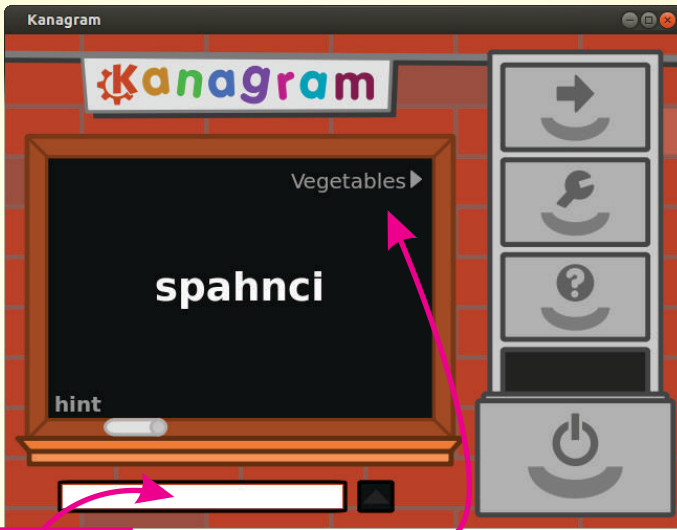 Kanagram
Kanagram
Vegetables
spahnci
hint